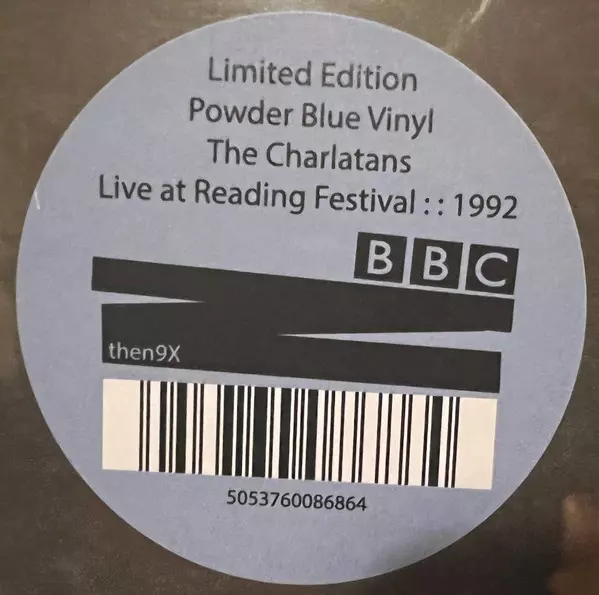 Limited Edition
Powder Blue Vinyl
The Charlatans
Live at Reading Festival :: 1992
BBC
then9X
5053760086864